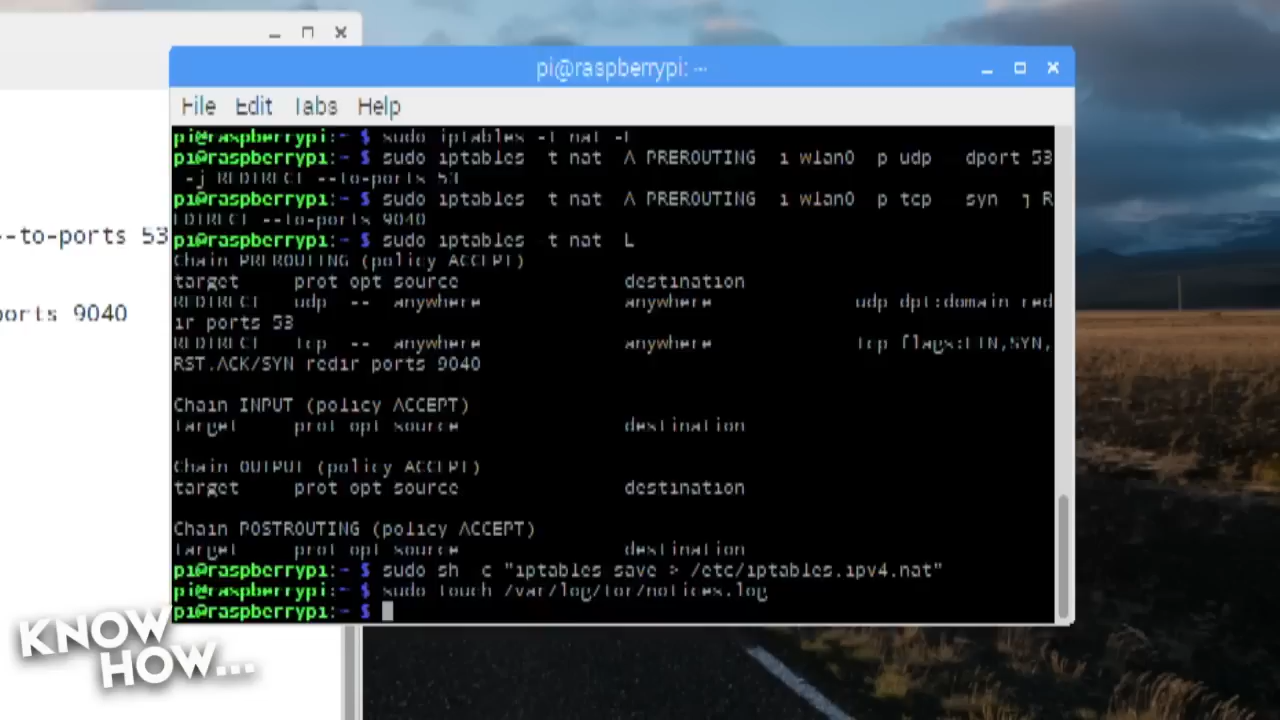 pi@raspberrypi: ~
File Edit Tabs Help
pi@raspberrypi:~ $ sudo iptables -t nat -F
pi@raspberrypi:~ $ sudo iptables -t nat -A PREROUTING -i wlan0 -p udp --dport 53
-j REDIRECT --to-ports 53
pi@raspberrypi:~ $ sudo iptables -t nat -A PREROUTING -i wlan0 -p tcp --syn -j R
EDIRECT --to-ports 9040
pi@raspberrypi:~ $ sudo iptables -t nat -L
Chain PREROUTING (policy ACCEPT)
target prot opt source destination
REDIRECT udp -- anywhere anywhere udp dpt:domain red
ir ports 53
REDIRECT tcp -- anywhere anywhere tcp flags:FIN,SYN,
RST,ACK/SYN redir ports 9040
Chain INPUT (policy ACCEPT)
target prot opt source destination
Chain OUTPUT (policy ACCEPT)
target prot opt source destination
Chain POSTROUTING (policy ACCEPT)
target prot opt source destination
pi@raspberrypi:~ $ sudo sh -c "iptables-save > /etc/iptables.ipv4.nat"
pi@raspberrypi:~ $ sudo touch /var/log/tor/notices.log
pi@raspberrypi:~ $
--to-ports 53
orts 9040
KNOW
HOW...